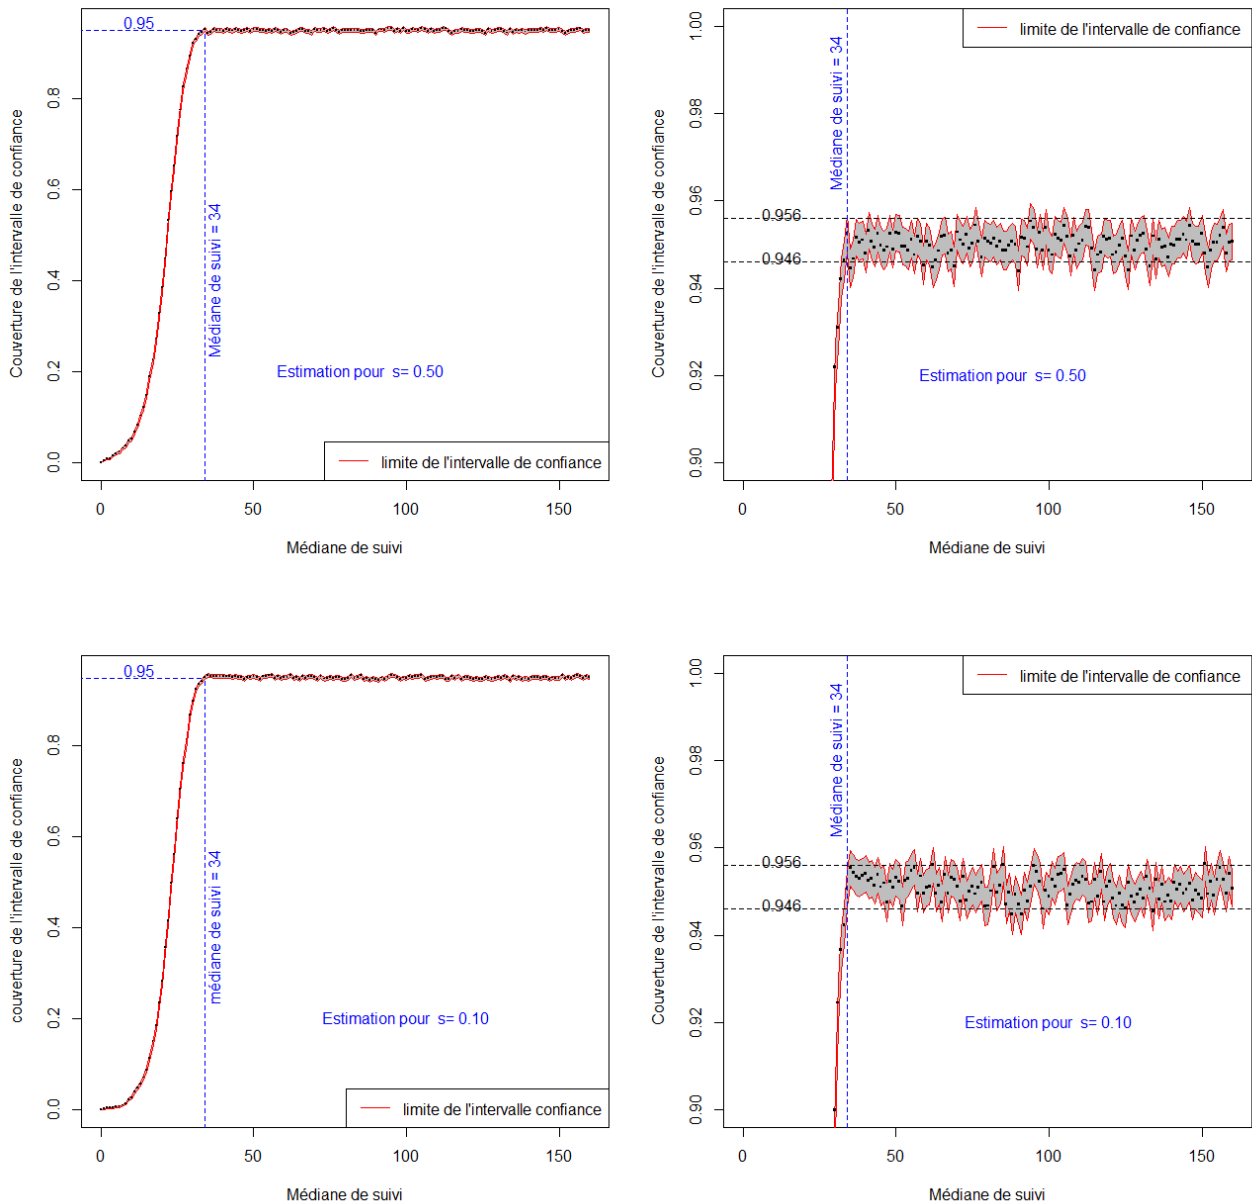 0.95
Couverture de l'intervalle de confiance
0.0 0.2 0.4 0.6 0.8
Médiane de suivi = 34
Estimation pour s= 0.50
limite de l'intervalle de confiance
0 50 100 150
Médiane de suivi
limite de l'intervalle de confiance
Couverture de l'intervalle de confiance
0.90 0.92 0.94 0.96 0.98 1.00
Médiane de suivi = 34
0.956
0.946
Estimation pour s= 0.50
0 50 100 150
Médiane de suivi
0.95
couverture de l'intervalle de confiance
0.0 0.2 0.4 0.6 0.8
médiane de suivi = 34
Estimation pour s= 0.10
limite de l'intervalle confiance
0 50 100 150
Médiane de suivi
limite de l'intervalle de confiance
Couverture de l'intervalle de confiance
0.90 0.92 0.94 0.96 0.98 1.00
Médiane de suivi = 34
0.956
0.946
Estimation pour s= 0.10
0 50 100 150
Médiane de suivi